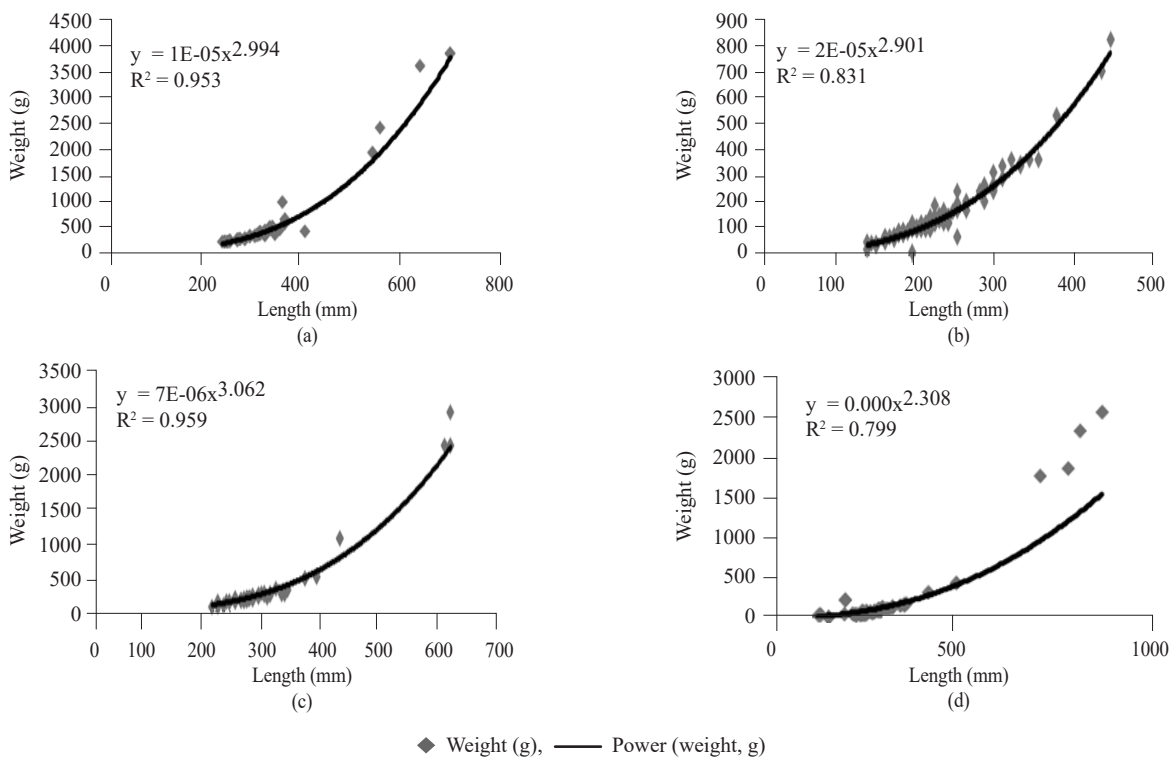 4500
4000
3500
3000
2500
2000
1500
1000
500
0
Weight (g)
y = 1E-05x2.994
R2 = 0.953
0 200 400 600 800
Length (mm)
(a)
900
800
700
600
500
400
300
200
100
0
Weight (g)
y = 2E-05x2.901
R2 = 0.831
0 100 200 300 400 500
Length (mm)
(b)
3500
3000
2500
2000
1500
1000
500
0
Weight (g)
y = 7E-06x3.062
R2 = 0.959
0 100 200 300 400 500 600 700
Length (mm)
(c)
3000
2500
2000
1500
1000
500
0
Weight (g)
y = 0.000x2.308
R2 = 0.799
0 500 1000
Length (mm)
(d)
Weight (g), Power (weight, g)